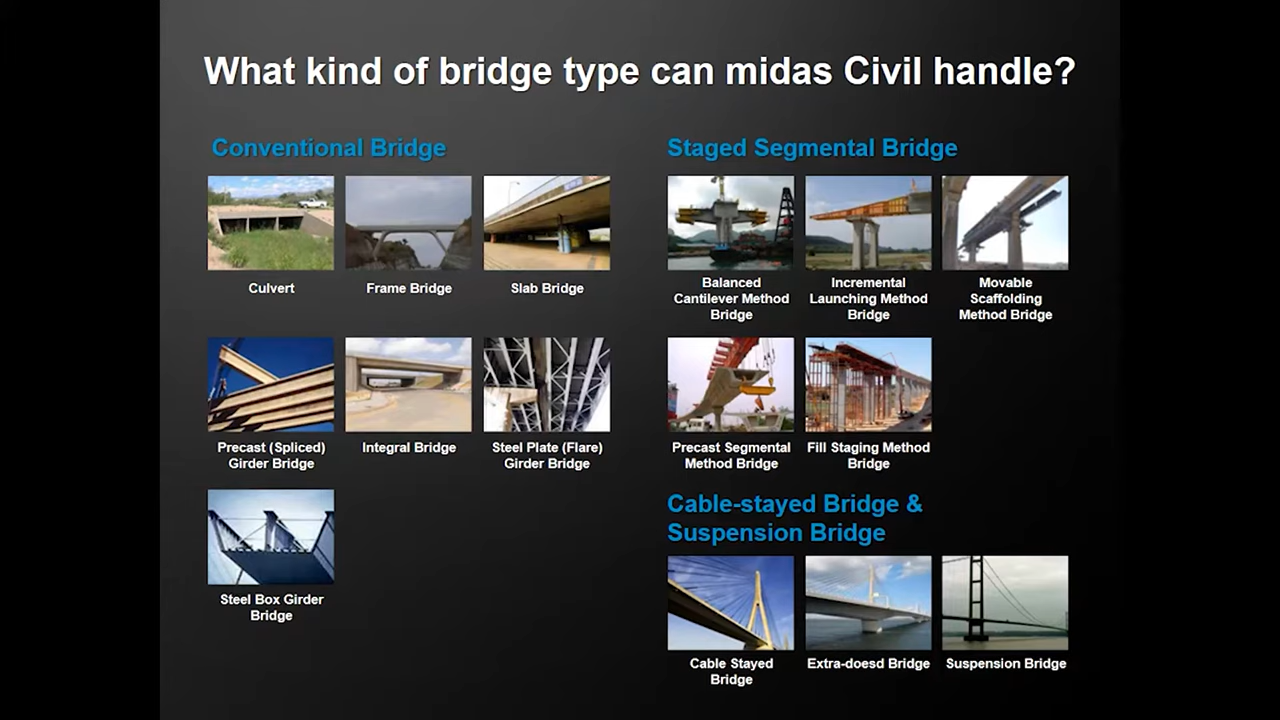 What kind of bridge type can midas Civil handle?
Conventional Bridge
Culvert
Frame Bridge
Slab Bridge
Precast (Spliced)
Girder Bridge
Integral Bridge
Steel Plate (Flare)
Girder Bridge
Steel Box Girder
Bridge
Staged Segmental Bridge
Balanced
Cantilever Method
Bridge
Incremental
Launching Method
Bridge
Movable
Scaffolding
Method Bridge
Precast Segmental
Method Bridge
Fill Staging Method
Bridge
Cable-stayed Bridge &
Suspension Bridge
Cable Stayed
Bridge
Extra-doesd Bridge
Suspension Bridge